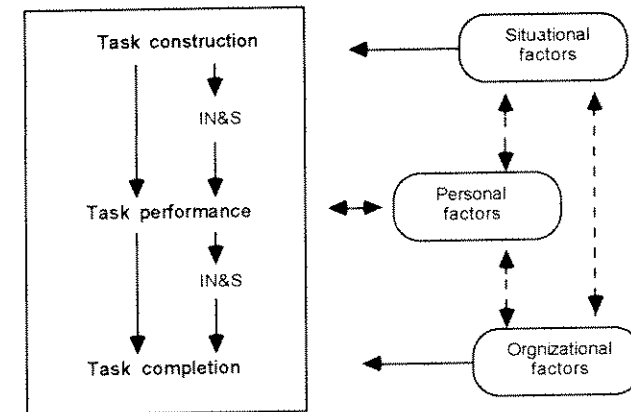 Task construction
IN&S
Task performance
IN&S
Task completion
Situational
factors
Personal
factors
Orgnizational
factors